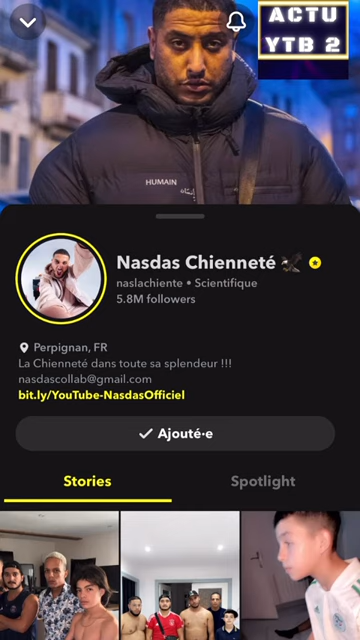 ACTU
YTB 2
HUMAIN
Nasdas Chienneté
naslachiente • Scientifique
5.8M followers
Perpignan, FR
La Chienneté dans toute sa splendeur !!!
nasdascollab@gmail.com
bit.ly/YouTube-NasdasOfficiel
Ajouté·e
Stories
Spotlight